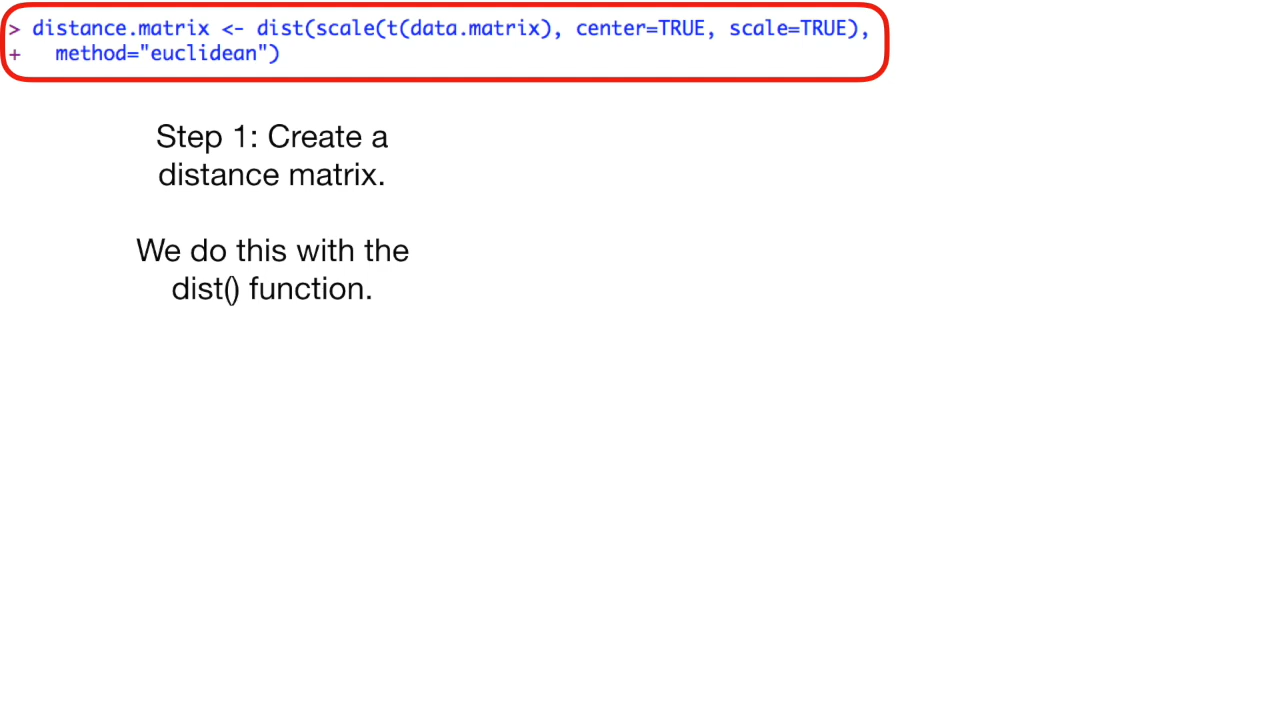 > distance.matrix <- dist(scale(t(data.matrix), center=TRUE, scale=TRUE),
+   method="euclidean")
Step 1: Create a
distance matrix.
We do this with the
dist() function.